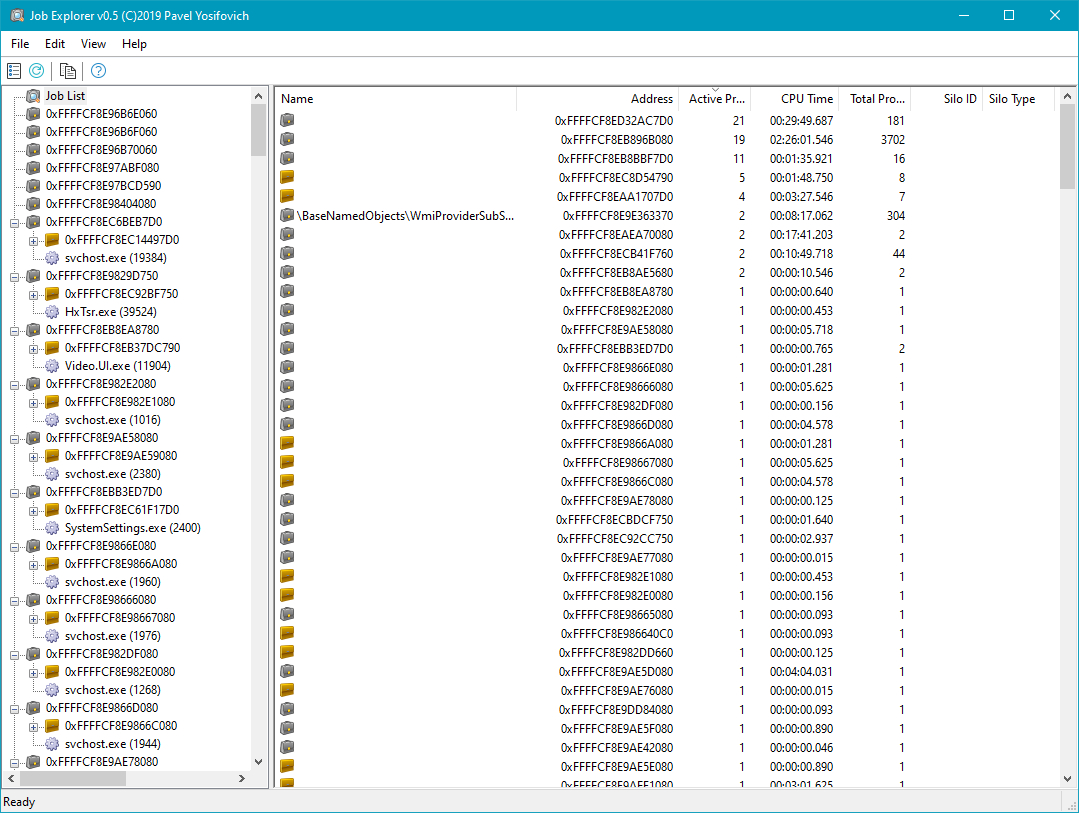 Job Explorer v0.5 (C)2019 Pavel Yosifovich
File Edit View Help
Job List
0xFFFFCF8E96B6E060
0xFFFFCF8E96B6F060
0xFFFFCF8E96B70060
0xFFFFCF8E97ABF080
0xFFFFCF8E97BCD590
0xFFFFCF8E98404080
0xFFFFCF8EC6BEB7D0
0xFFFFCF8EC14497D0
svchost.exe (19384)
0xFFFFCF8E9829D750
0xFFFFCF8EC92BF750
HxTsr.exe (39524)
0xFFFFCF8EB8EA8780
0xFFFFCF8EB37DC790
Video.UI.exe (11904)
0xFFFFCF8E982E2080
0xFFFFCF8E982E1080
svchost.exe (1016)
0xFFFFCF8E9AE58080
0xFFFFCF8E9AE59080
svchost.exe (2380)
0xFFFFCF8EBB3ED7D0
0xFFFFCF8EC61F17D0
SystemSettings.exe (2400)
0xFFFFCF8E9866E080
0xFFFFCF8E9866A080
svchost.exe (1960)
0xFFFFCF8E98666080
0xFFFFCF8E98667080
svchost.exe (1976)
0xFFFFCF8E982DF080
0xFFFFCF8E982E0080
svchost.exe (1268)
0xFFFFCF8E9866D080
0xFFFFCF8E9866C080
svchost.exe (1944)
0xFFFFCF8E9AE78080
Name Address Active Pr... CPU Time Total Pro... Silo ID Silo Type
0xFFFFCF8ED32AC7D0 21 00:29:49.687 181
0xFFFFCF8EB896B080 19 02:26:01.546 3702
0xFFFFCF8EB8BBF7D0 11 00:01:35.921 16
0xFFFFCF8EC8D54790 5 00:01:48.750 8
0xFFFFCF8EAA1707D0 4 00:03:27.546 7
\BaseNamedObjects\WmiProviderSubS... 0xFFFFCF8E9E363370 2 00:08:17.062 304
0xFFFFCF8EAEA70080 2 00:17:41.203 2
0xFFFFCF8ECB41F760 2 00:10:49.718 44
0xFFFFCF8EB8AE5680 2 00:00:10.546 2
0xFFFFCF8EB8EA8780 1 00:00:00.640 1
0xFFFFCF8E982E2080 1 00:00:00.453 1
0xFFFFCF8E9AE58080 1 00:00:05.718 1
0xFFFFCF8EBB3ED7D0 1 00:00:00.765 2
0xFFFFCF8E9866E080 1 00:00:01.281 1
0xFFFFCF8E98666080 1 00:00:05.625 1
0xFFFFCF8E982DF080 1 00:00:00.156 1
0xFFFFCF8E9866D080 1 00:00:04.578 1
0xFFFFCF8E9866A080 1 00:00:01.281 1
0xFFFFCF8E98667080 1 00:00:05.625 1
0xFFFFCF8E9866C080 1 00:00:04.578 1
0xFFFFCF8E9AE78080 1 00:00:00.125 1
0xFFFFCF8ECBDCF750 1 00:00:01.640 1
0xFFFFCF8EC92CC750 1 00:00:02.937 1
0xFFFFCF8E9AE77080 1 00:00:00.015 1
0xFFFFCF8E982E1080 1 00:00:00.453 1
0xFFFFCF8E982E0080 1 00:00:00.156 1
0xFFFFCF8E98665080 1 00:00:00.093 1
0xFFFFCF8E986640C0 1 00:00:00.093 1
0xFFFFCF8E982DD660 1 00:00:00.125 1
0xFFFFCF8E9AE5D080 1 00:04:04.031 1
0xFFFFCF8E9AE76080 1 00:00:00.015 1
0xFFFFCF8E9DD84080 1 00:00:00.093 1
0xFFFFCF8E9AE5F080 1 00:00:00.890 1
0xFFFFCF8E9AE42080 1 00:00:00.046 1
0xFFFFCF8E9AE5E080 1 00:00:00.890 1
1 00:03:01.625 1
Ready